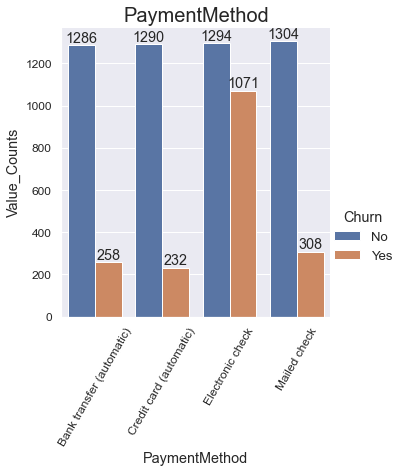 PaymentMethod
1286 1290 1294 1304
1071
258 232 308
1200
1000
800
600
400
200
0
Value_Counts
Churn
No
Yes
Bank transfer (automatic)
Credit card (automatic)
Electronic check
Mailed check
PaymentMethod